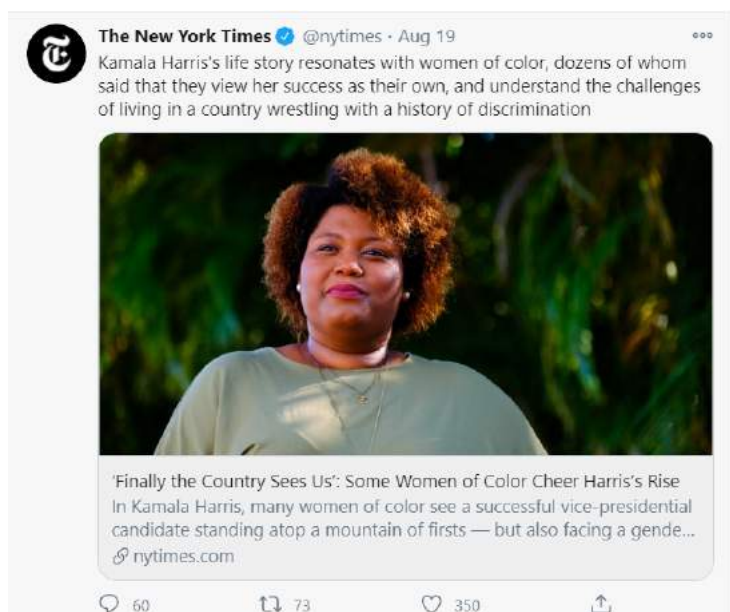 The New York Times @nytimes · Aug 19
Kamala Harris's life story resonates with women of color, dozens of whom
said that they view her success as their own, and understand the challenges
of living in a country wrestling with a history of discrimination
'Finally the Country Sees Us': Some Women of Color Cheer Harris's Rise
In Kamala Harris, many women of color see a successful vice-presidential
candidate standing atop a mountain of firsts — but also facing a gende...
nytimes.com
60 73 350